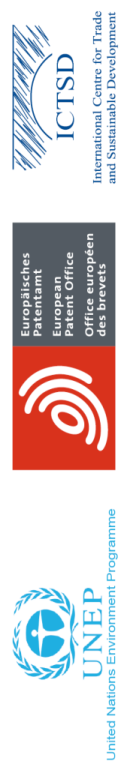 UNEP
United Nations Environment Programme
Europäisches
Patentamt
European
Patent Office
Office européen
des brevets
ICTSD
International Centre for Trade
and Sustainable Development